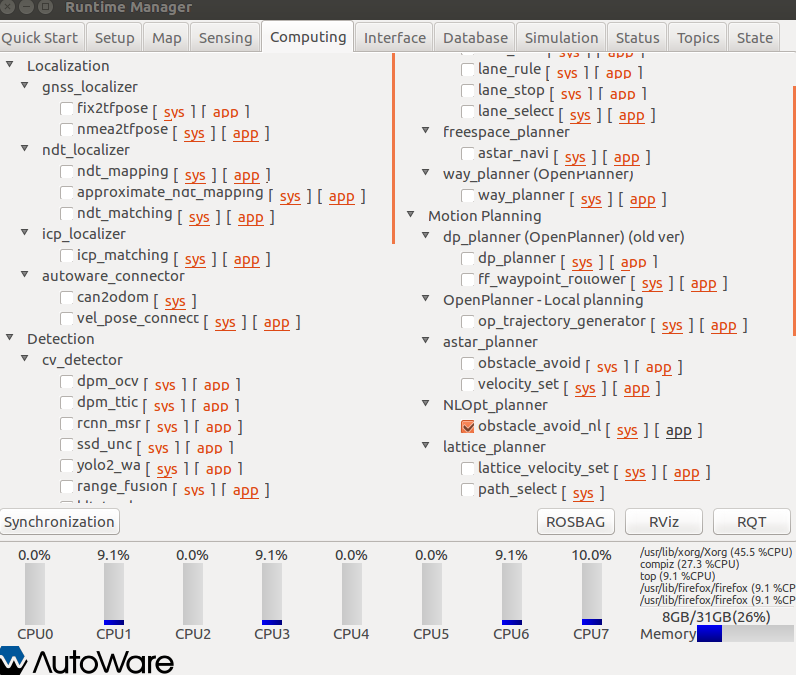 Runtime Manager
Quick Start Setup Map Sensing Computing Interface Database Simulation Status Topics State
Localization
gnss_localizer
fix2tfpose [ sys ] [ app ]
nmea2tfpose [ sys ] [ app ]
ndt_localizer
ndt_mapping [ sys ] [ app ]
approximate_ndt_mapping [ sys ] [ app ]
ndt_matching [ sys ] [ app ]
icp_localizer
icp_matching [ sys ] [ app ]
autoware_connector
can2odom [ sys ]
vel_pose_connect [ sys ] [ app ]
Detection
cv_detector
dpm_ocv [ sys ] [ app ]
dpm_ttic [ sys ] [ app ]
rcnn_msr [ sys ] [ app ]
ssd_unc [ sys ] [ app ]
yolo2_wa [ sys ] [ app ]
range_fusion [ sys ] [ app ]
[ sys ] [ app ]
lane_rule [ sys ] [ app ]
lane_stop [ sys ] [ app ]
lane_select [ sys ] [ app ]
freespace_planner
astar_navi [ sys ] [ app ]
way_planner (OpenPlanner)
way_planner [ sys ] [ app ]
Motion Planning
dp_planner (OpenPlanner) (old ver)
dp_planner [ sys ] [ app ]
ff_waypoint_follower [ sys ] [ app ]
OpenPlanner - Local planning
op_trajectory_generator [ sys ] [ app ]
astar_planner
obstacle_avoid [ sys ] [ app ]
velocity_set [ sys ] [ app ]
NLOpt_planner
obstacle_avoid_nl [ sys ] [ app ]
lattice_planner
lattice_velocity_set [ sys ] [ app ]
path_select [ sys ]
Synchronization ROSBAG RViz RQT
0.0% 9.1% 0.0% 9.1% 0.0% 0.0% 9.1% 10.0%
CPU0 CPU1 CPU2 CPU3 CPU4 CPU5 CPU6 CPU7
/usr/lib/xorg/Xorg (45.5 %CPU)
compiz (27.3 %CPU)
top (9.1 %CPU)
/usr/lib/firefox/firefox (9.1 %CP
/usr/lib/firefox/firefox (9.1 %CP
8GB/31GB(26%)
Memory
AutoWare